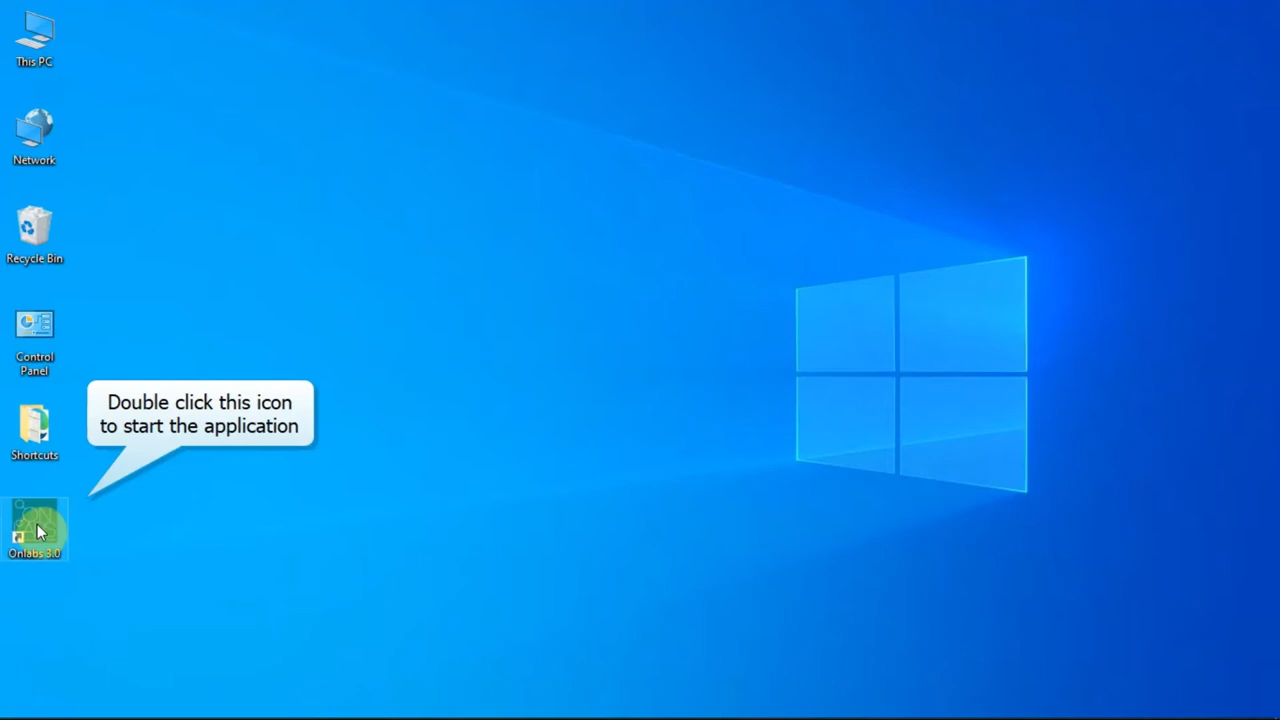 This PC
Network
Recycle Bin
Control
Panel
Double click this icon
to start the application
Shortcuts
Onlabs 3.0